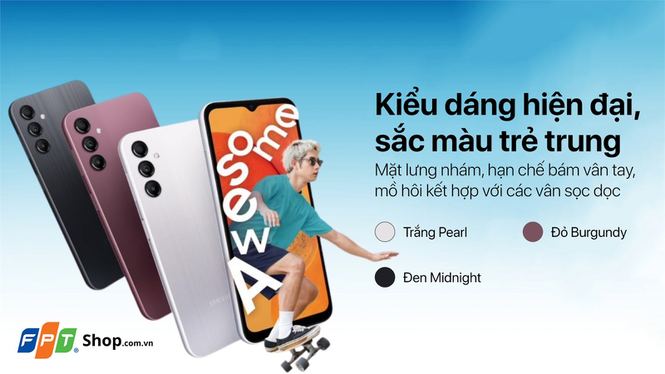 Kiểu dáng hiện đại,
sắc màu trẻ trung
Mặt lưng nhám, hạn chế bám vân tay,
mồ hôi kết hợp với các vân sọc dọc
Trắng Pearl
Đỏ Burgundy
Đen Midnight
Awesome
FPT Shop.com.vn